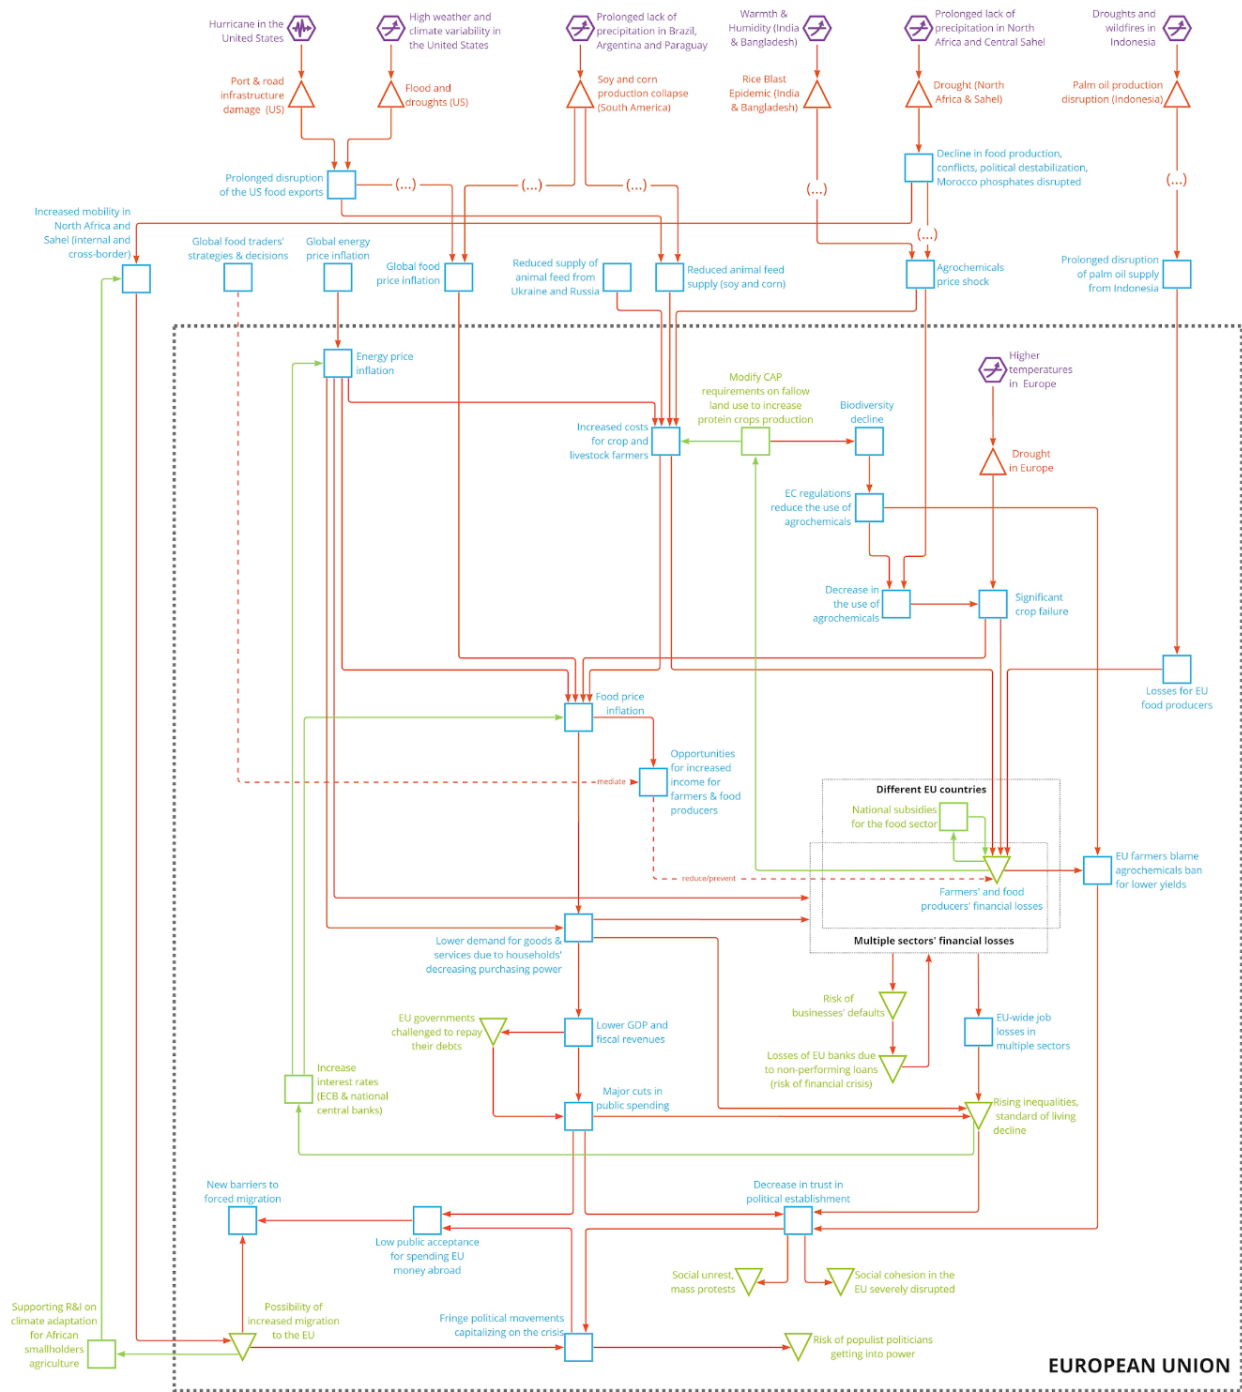 Hurricane in the
United States
High weather and
climate variability in
the United States
Prolonged lack of
precipitation in Brazil,
Argentina and Paraguay
Warmth &
Humidity (India
& Bangladesh)
Prolonged lack of
precipitation in North
Africa and Central Sahel
Droughts and
wildfires in
Indonesia
Port & road
infrastructure
damage (US)
Flood and
droughts (US)
Soy and corn
production collapse
(South America)
Rice Blast
Epidemic (India
& Bangladesh)
Drought (North
Africa & Sahel)
Palm oil production
disruption (Indonesia)
Prolonged disruption
of the US food exports
(...)
(...)
(...)
(...)
Decline in food production,
conflicts, political destabilization,
Morocco phosphates disrupted
(...)
(...)
Increased mobility in
North Africa and
Sahel (internal and
cross-border)
Global food traders'
strategies & decisions
Global energy
price inflation
Global food
price inflation
Reduced supply of
animal feed from
Ukraine and Russia
Reduced animal feed
supply (soy and corn)
Agrochemicals
price shock
Prolonged disruption
of palm oil supply
from Indonesia
Energy price
inflation
Modify CAP
requirements on fallow
land use to increase
protein crops production
Higher
temperatures
in Europe
Increased costs
for crop and
livestock farmers
Biodiversity
decline
Drought
in Europe
EC regulations
reduce the use of
agrochemicals
Decrease in
the use of
agrochemicals
Significant
crop failure
Losses for EU
food producers
Food price
inflation
Opportunities
for increased
income for
farmers & food
producers
mediate
reduce/prevent
Different EU countries
National subsidies
for the food sector
Farmers' and food
producers' financial losses
Multiple sectors' financial losses
EU farmers blame
agrochemicals ban
for lower yields
Lower demand for goods &
services due to households'
decreasing purchasing power
EU governments
challenged to repay
their debts
Lower GDP and
fiscal revenues
Risk of
businesses' defaults
Losses of EU banks due
to non-performing loans
(risk of financial crisis)
EU-wide job
losses in
multiple sectors
Increase
interest rates
(ECB & national
central banks)
Major cuts in
public spending
Rising inequalities,
standard of living
decline
New barriers to
forced migration
Low public acceptance
for spending EU
money abroad
Decrease in trust in
political establishment
Social unrest,
mass protests
Social cohesion in the
EU severely disrupted
Supporting R&I on
climate adaptation
for African
smallholders
agriculture
Possibility of
increased migration
to the EU
Fringe political movements
capitalizing on the crisis
Risk of populist politicians
getting into power
EUROPEAN UNION